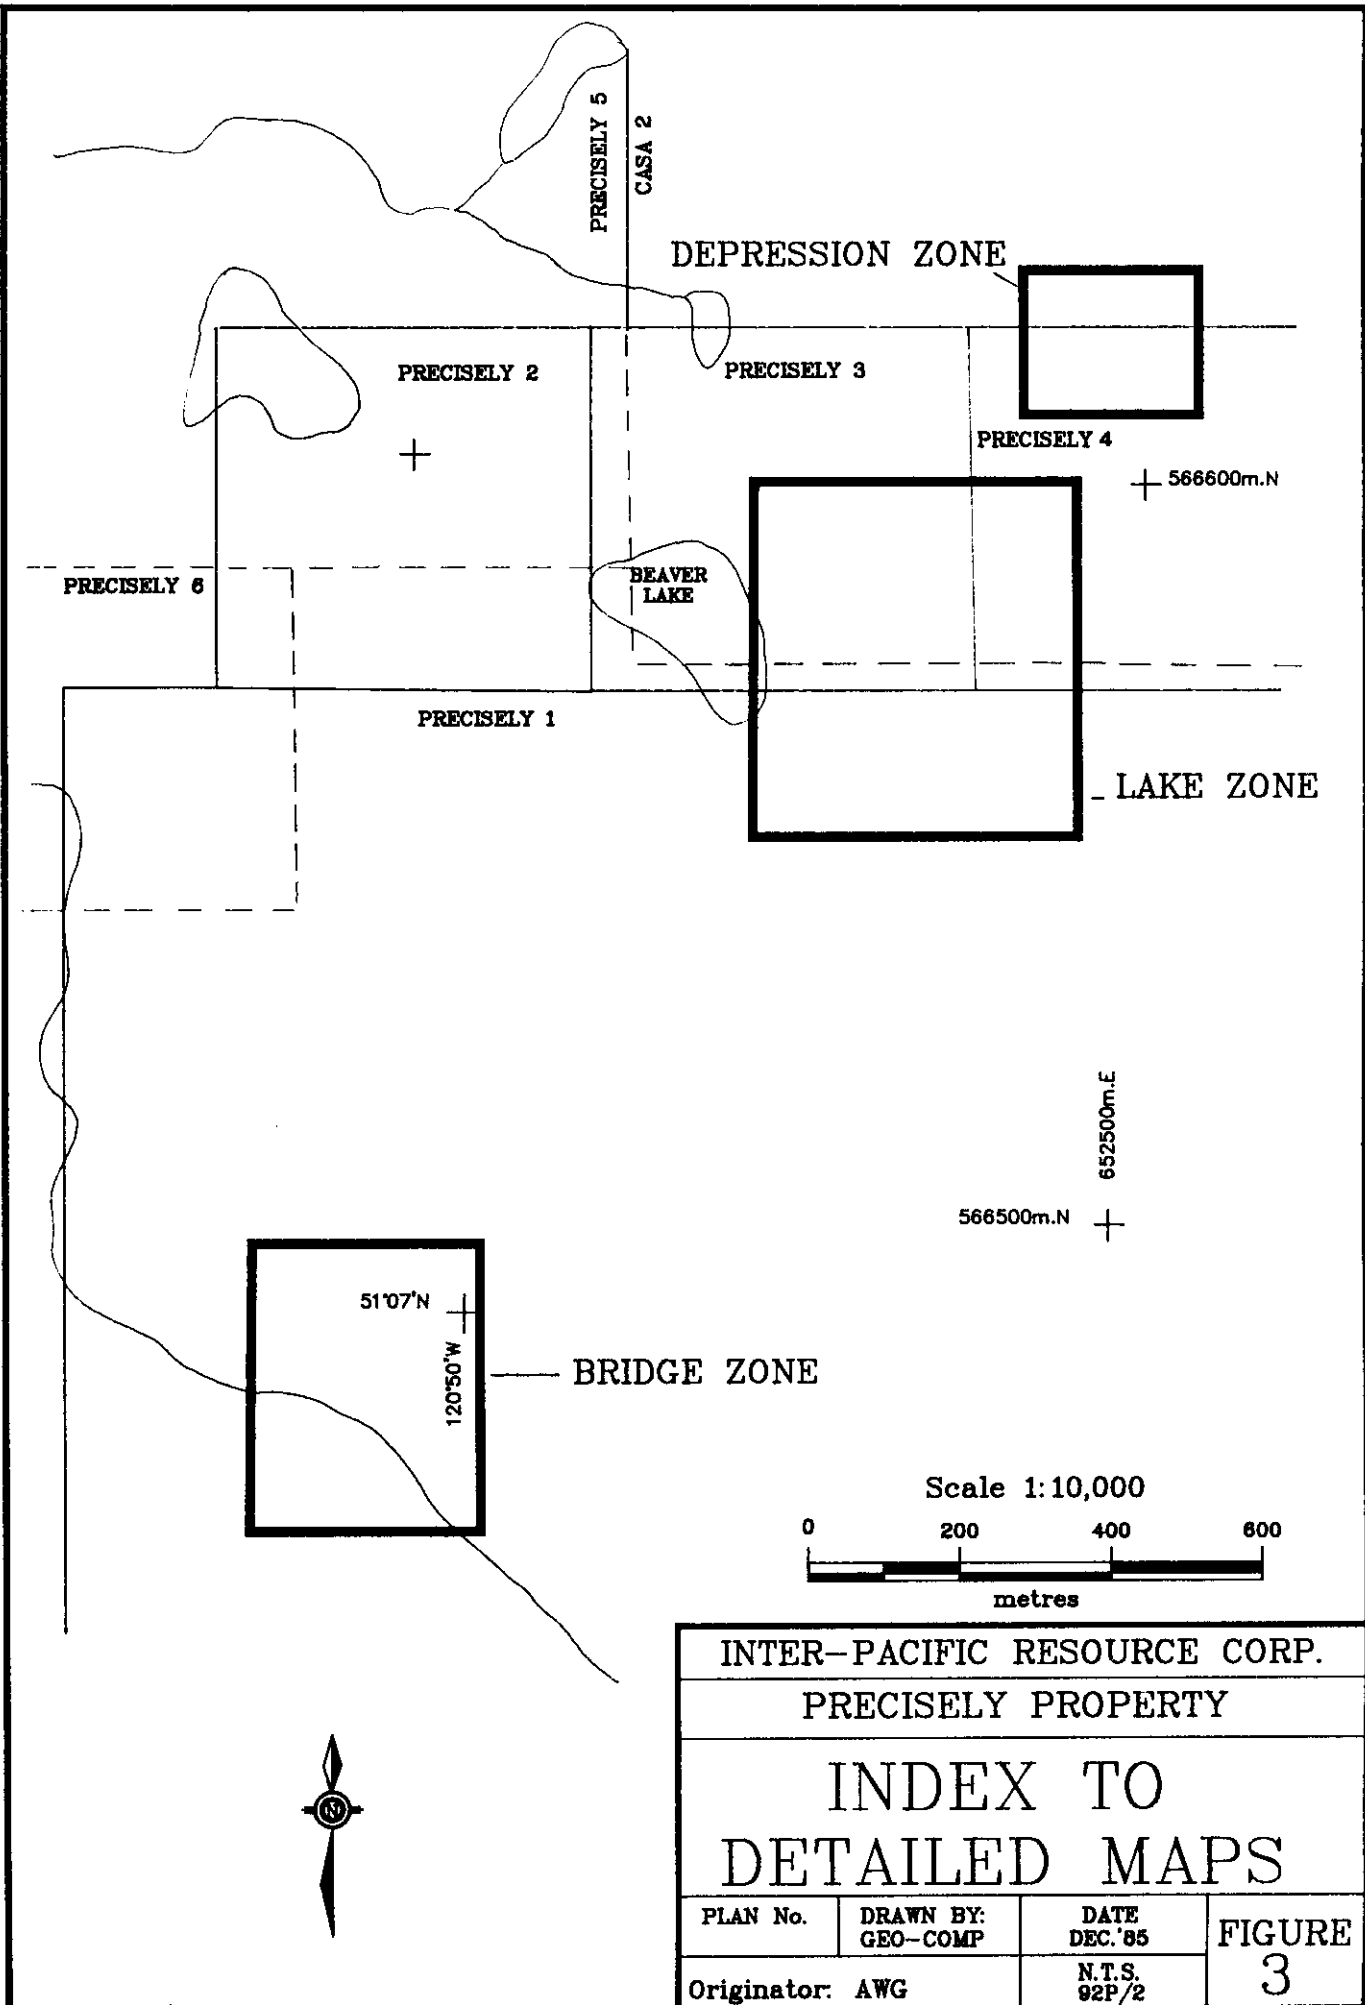 PRECISELY 5
CASA 2
DEPRESSION ZONE
PRECISELY 2
PRECISELY 3
PRECISELY 4
566600m.N
PRECISELY 6
BEAVER
LAKE
PRECISELY 1
LAKE ZONE
652500m.E
566500m.N
51°07'N
120°50'W
BRIDGE ZONE
Scale 1:10,000
0 200 400 600
metres
INTER-PACIFIC RESOURCE CORP.
PRECISELY PROPERTY
INDEX TO
DETAILED MAPS
PLAN No.
DRAWN BY:
GEO-COMP
DATE
DEC.'85
FIGURE
3
Originator: AWG
N.T.S.
92P/2
N